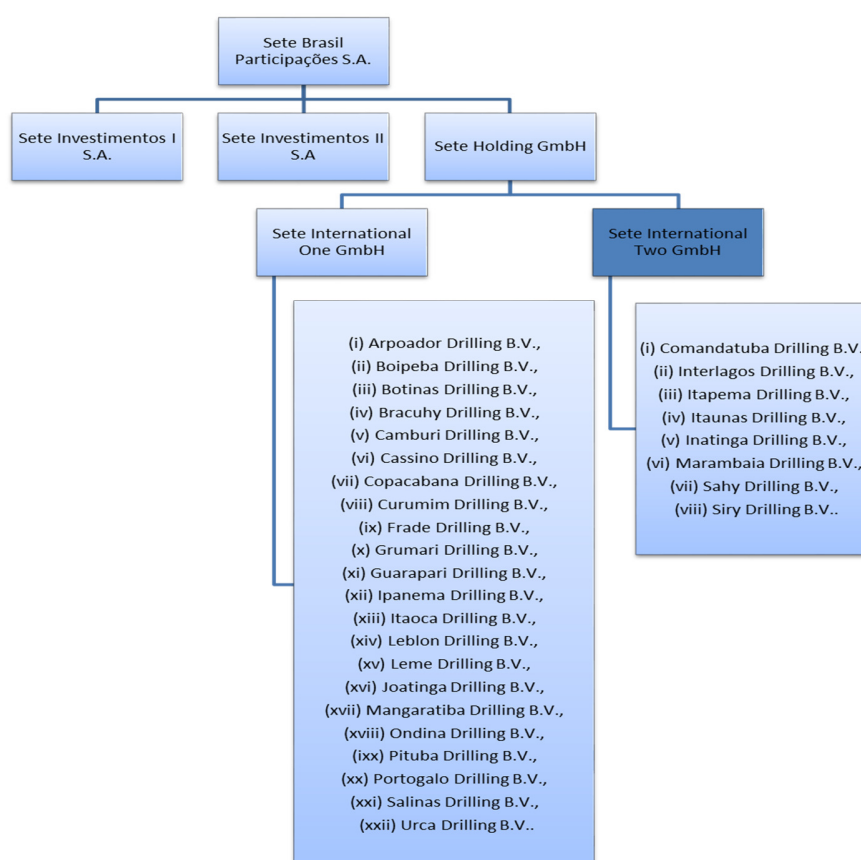 Sete Brasil
Participações S.A.
Sete Investimentos I
S.A.
Sete Investimentos II
S.A
Sete Holding GmbH
Sete International
One GmbH
Sete International
Two GmbH
(i) Arpoador Drilling B.V.,
(ii) Boipeba Drilling B.V.,
(iii) Botinas Drilling B.V.,
(iv) Bracuhy Drilling B.V.,
(v) Camburi Drilling B.V.,
(vi) Cassino Drilling B.V.,
(vii) Copacabana Drilling B.V.,
(viii) Curumim Drilling B.V.,
(ix) Frade Drilling B.V.,
(x) Grumari Drilling B.V.,
(xi) Guarapari Drilling B.V.,
(xii) Ipanema Drilling B.V.,
(xiii) Itaoca Drilling B.V.,
(xiv) Leblon Drilling B.V.,
(xv) Leme Drilling B.V.,
(xvi) Joatinga Drilling B.V.,
(xvii) Mangaratiba Drilling B.V.,
(xviii) Ondina Drilling B.V.,
(ixx) Pituba Drilling B.V.,
(xx) Portogalo Drilling B.V.,
(xxi) Salinas Drilling B.V.,
(xxii) Urca Drilling B.V..
(i) Comandatuba Drilling B.V.
(ii) Interlagos Drilling B.V.,
(iii) Itapema Drilling B.V.,
(iv) Itaunas Drilling B.V.,
(v) Inatinga Drilling B.V.,
(vi) Marambaia Drilling B.V.,
(vii) Sahy Drilling B.V.,
(viii) Siry Drilling B.V..